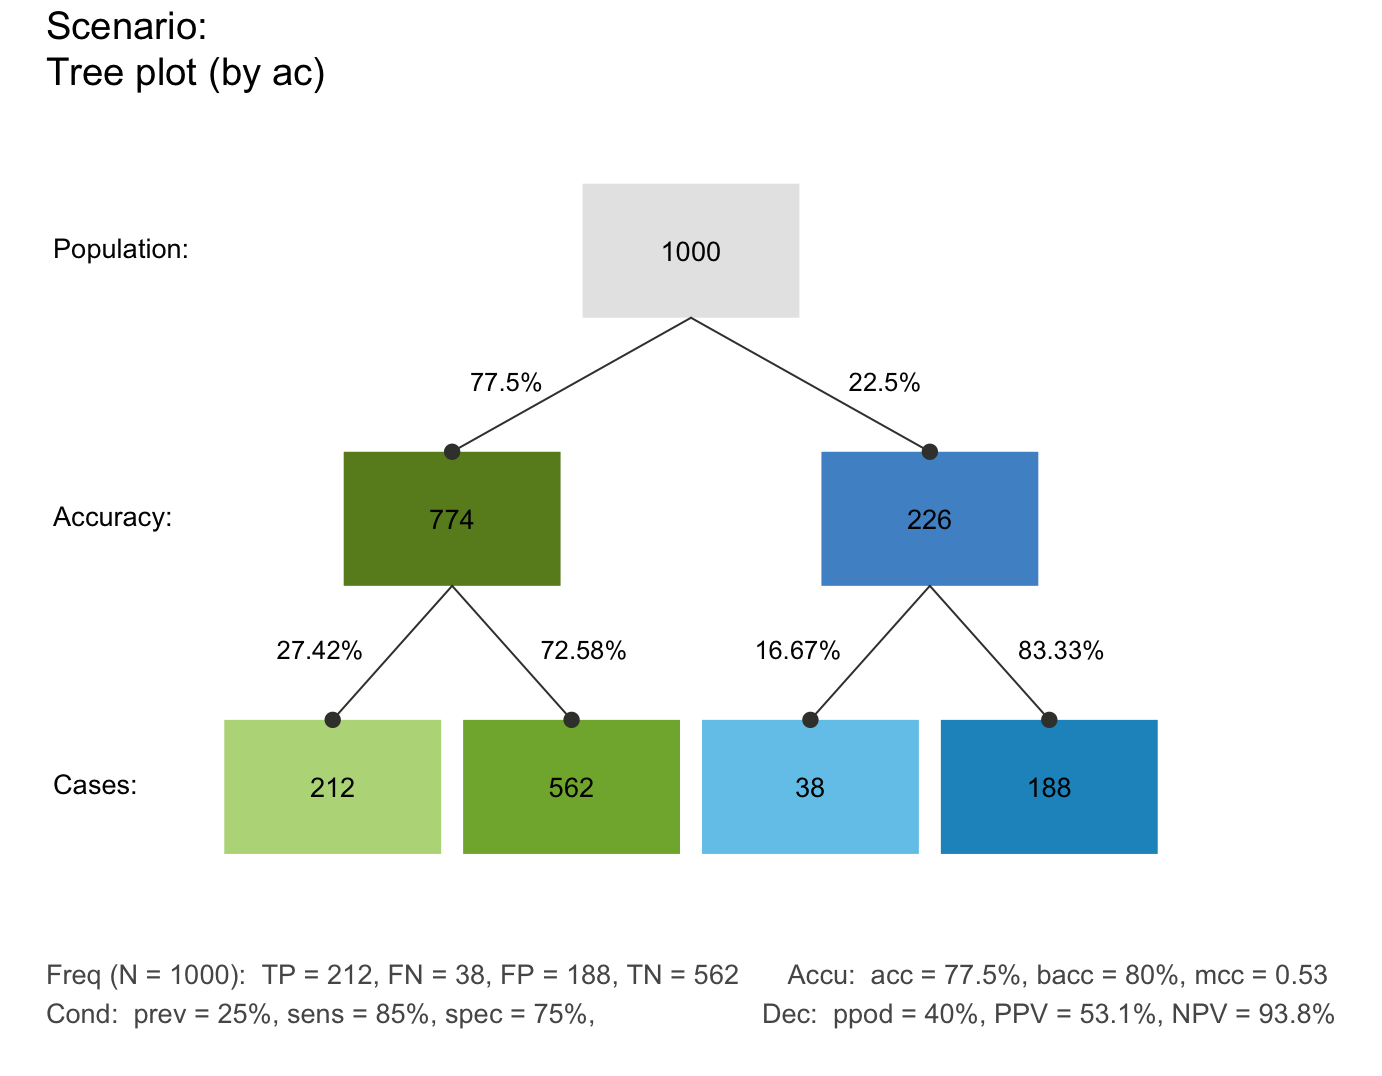 Scenario:
Tree plot (by ac)
Population:
1000
77.5%
22.5%
Accuracy:
774
226
27.42%
72.58%
16.67%
83.33%
Cases:
212
562
38
188
Freq (N = 1000):  TP = 212, FN = 38, FP = 188, TN = 562
Accu:  acc = 77.5%, bacc = 80%, mcc = 0.53
Cond:  prev = 25%, sens = 85%, spec = 75%,
Dec:  ppod = 40%, PPV = 53.1%, NPV = 93.8%